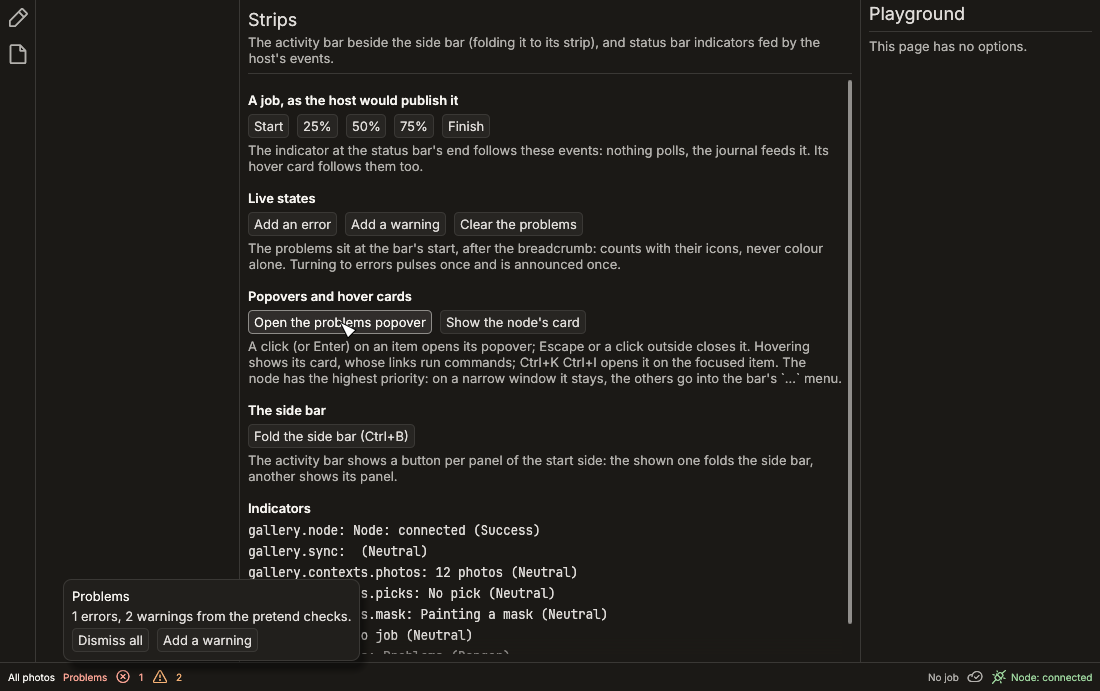 Strips
The activity bar beside the side bar (folding it to its strip), and status bar indicators fed by the
host's events.
A job, as the host would publish it
Start 25% 50% 75% Finish
The indicator at the status bar's end follows these events: nothing polls, the journal feeds it. Its
hover card follows them too.
Live states
Add an error Add a warning Clear the problems
The problems sit at the bar's start, after the breadcrumb: counts with their icons, never colour
alone. Turning to errors pulses once and is announced once.
Popovers and hover cards
Open the problems popover Show the node's card
A click (or Enter) on an item opens its popover; Escape or a click outside closes it. Hovering
shows its card, whose links run commands; Ctrl+K Ctrl+I opens it on the focused item. The
node has the highest priority: on a narrow window it stays, the others go into the bar's `…` menu.
The side bar
Fold the side bar (Ctrl+B)
The activity bar shows a button per panel of the start side: the shown one folds the side bar,
another shows its panel.
Indicators
gallery.node: Node: connected (Success)
gallery.sync:  (Neutral)
gallery.contexts.photos: 12 photos (Neutral)
s.picks: No pick (Neutral)
s.mask: Painting a mask (Neutral)
o job (Neutral)
Problems
1 errors, 2 warnings from the pretend checks.
Dismiss all Add a warning
Playground
This page has no options.
All photos Problems 1 2
No job Node: connected